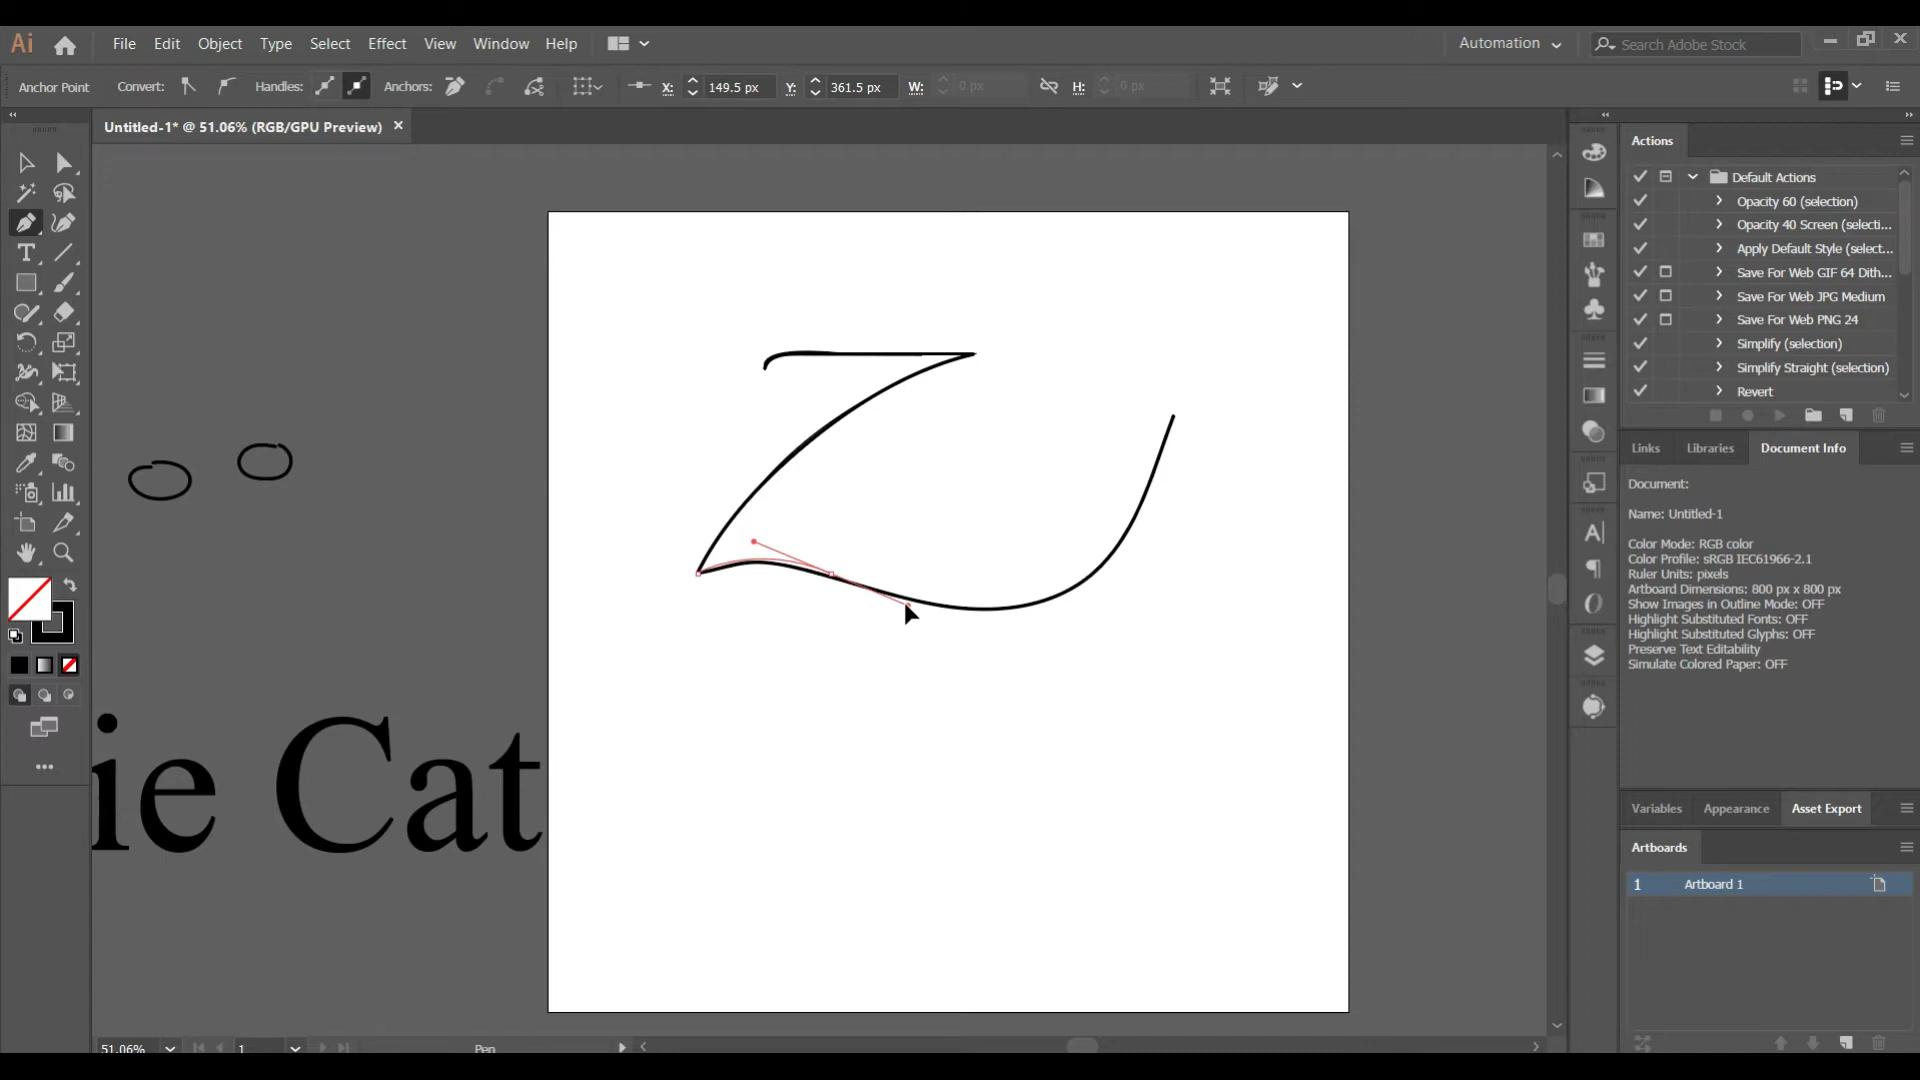 Ai File Edit Object Type Select Effect View Window Help Automation Search Adobe Stock
Anchor Point Convert: Handles: Anchors: X: 149.5 px Y: 361.5 px W: 0 px H: 0 px
Untitled-1* @ 51.06% (RGB/GPU Preview)
Actions
Default Actions
Opacity 60 (selection)
Opacity 40 Screen (selecti...
Apply Default Style (select...
Save For Web GIF 64 Dith...
Save For Web JPG Medium
Save For Web PNG 24
Simplify (selection)
Simplify Straight (selection)
Revert
Links Libraries Document Info
Document:
Name: Untitled-1
Color Mode: RGB color
Color Profile: sRGB IEC61966-2.1
Ruler Units: pixels
Artboard Dimensions: 800 px x 800 px
Show Images in Outline Mode: OFF
Highlight Substituted Fonts: OFF
Highlight Substituted Glyphs: OFF
Preserve Text Editability
Simulate Colored Paper: OFF
ie Cat
Variables Appearance Asset Export
Artboards
1 Artboard 1
51.06% 1 Pen